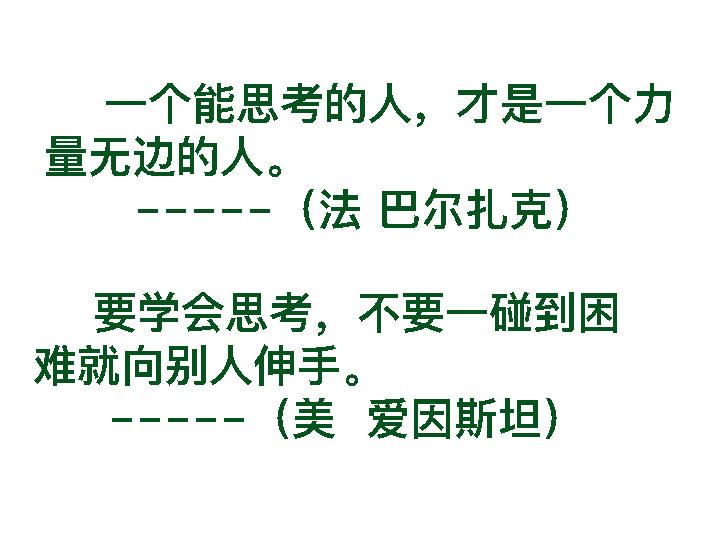 一个能思考的人，才是一个力
量无边的人。
-----（法 巴尔扎克）
要学会思考，不要一碰到困
难就向别人伸手。
-----（美 爱因斯坦）